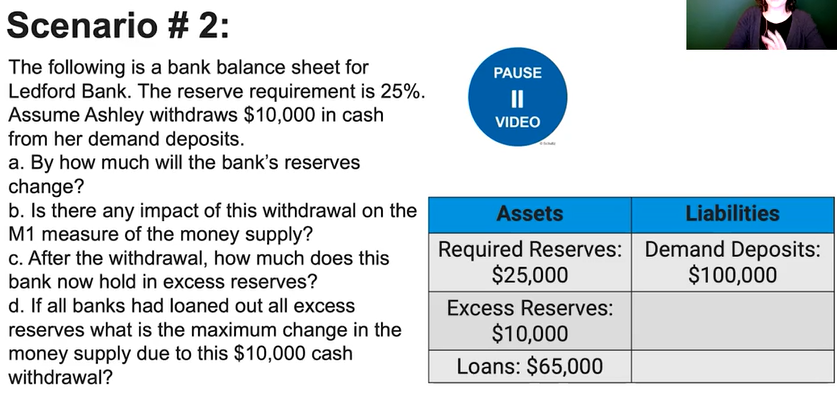 Scenario # 2:
The following is a bank balance sheet for
Ledford Bank. The reserve requirement is 25%.
Assume Ashley withdraws $10,000 in cash
from her demand deposits.
a. By how much will the bank's reserves
change?
b. Is there any impact of this withdrawal on the
M1 measure of the money supply?
c. After the withdrawal, how much does this
bank now hold in excess reserves?
d. If all banks had loaned out all excess
reserves what is the maximum change in the
money supply due to this $10,000 cash
withdrawal?
PAUSE
VIDEO
Assets
Liabilities
Required Reserves:
$25,000
Demand Deposits:
$100,000
Excess Reserves:
$10,000
Loans: $65,000